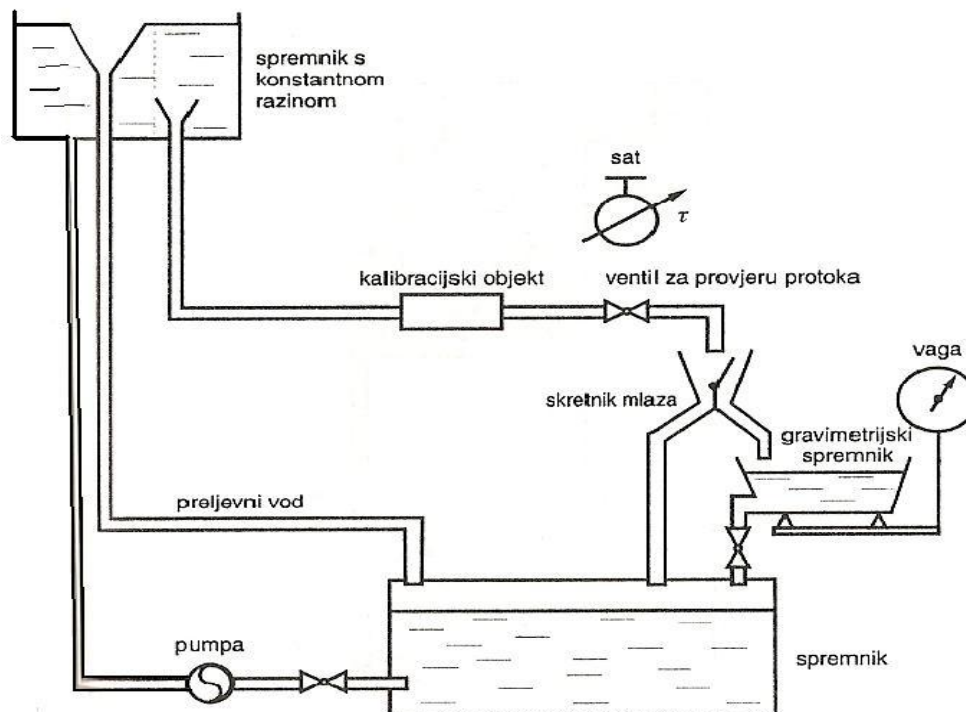 spremnik s
konstantnom
razinom
sat
τ
kalibracijski objekt
ventil za provjeru protoka
vaga
skretnik mlaza
gravimetrijski
spremnik
preljevni vod
pumpa
spremnik